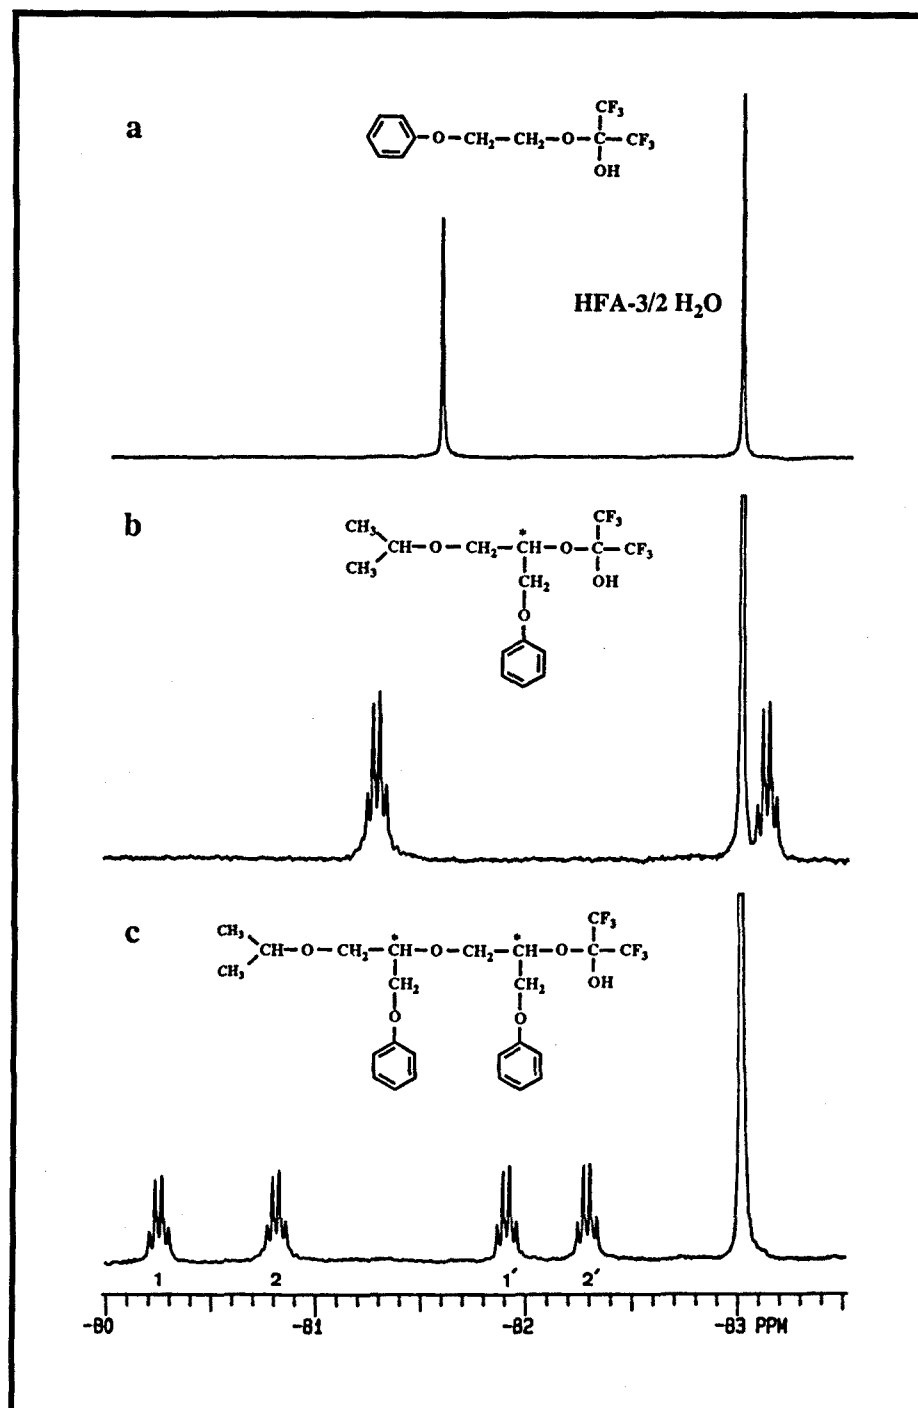 a
CF₃
O–CH₂–CH₂–O–C–CF₃
OH
HFA-3/2 H₂O
b
CH₃
CF₃
*
CH–O–CH₂–CH–O–C–CF₃
CH₃
CH₂
OH
O
c
CF₃
CH₃
*
*
CH–O–CH₂–CH–O–CH₂–CH–O–C–CF₃
CH₃
CH₂
CH₂
OH
O
O
1
2
1′
2′
-80
-81
-82
-83 PPM